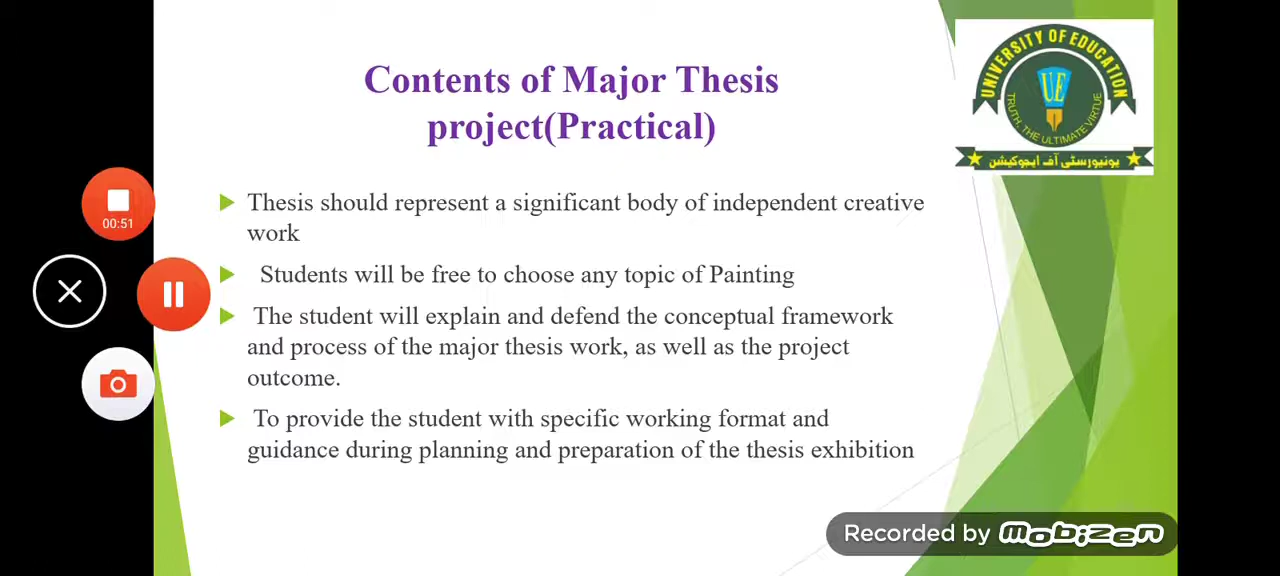 Contents of Major Thesis
project(Practical)
UNIVERSITY OF EDUCATION
UE
TRUTH, THE ULTIMATE VIRTUE
یونیورسٹی آف ایجوکیشن
Thesis should represent a significant body of independent creative
work
00:51
Students will be free to choose any topic of Painting
The student will explain and defend the conceptual framework
and process of the major thesis work, as well as the project
outcome.
To provide the student with specific working format and
guidance during planning and preparation of the thesis exhibition
Recorded by Mobizen